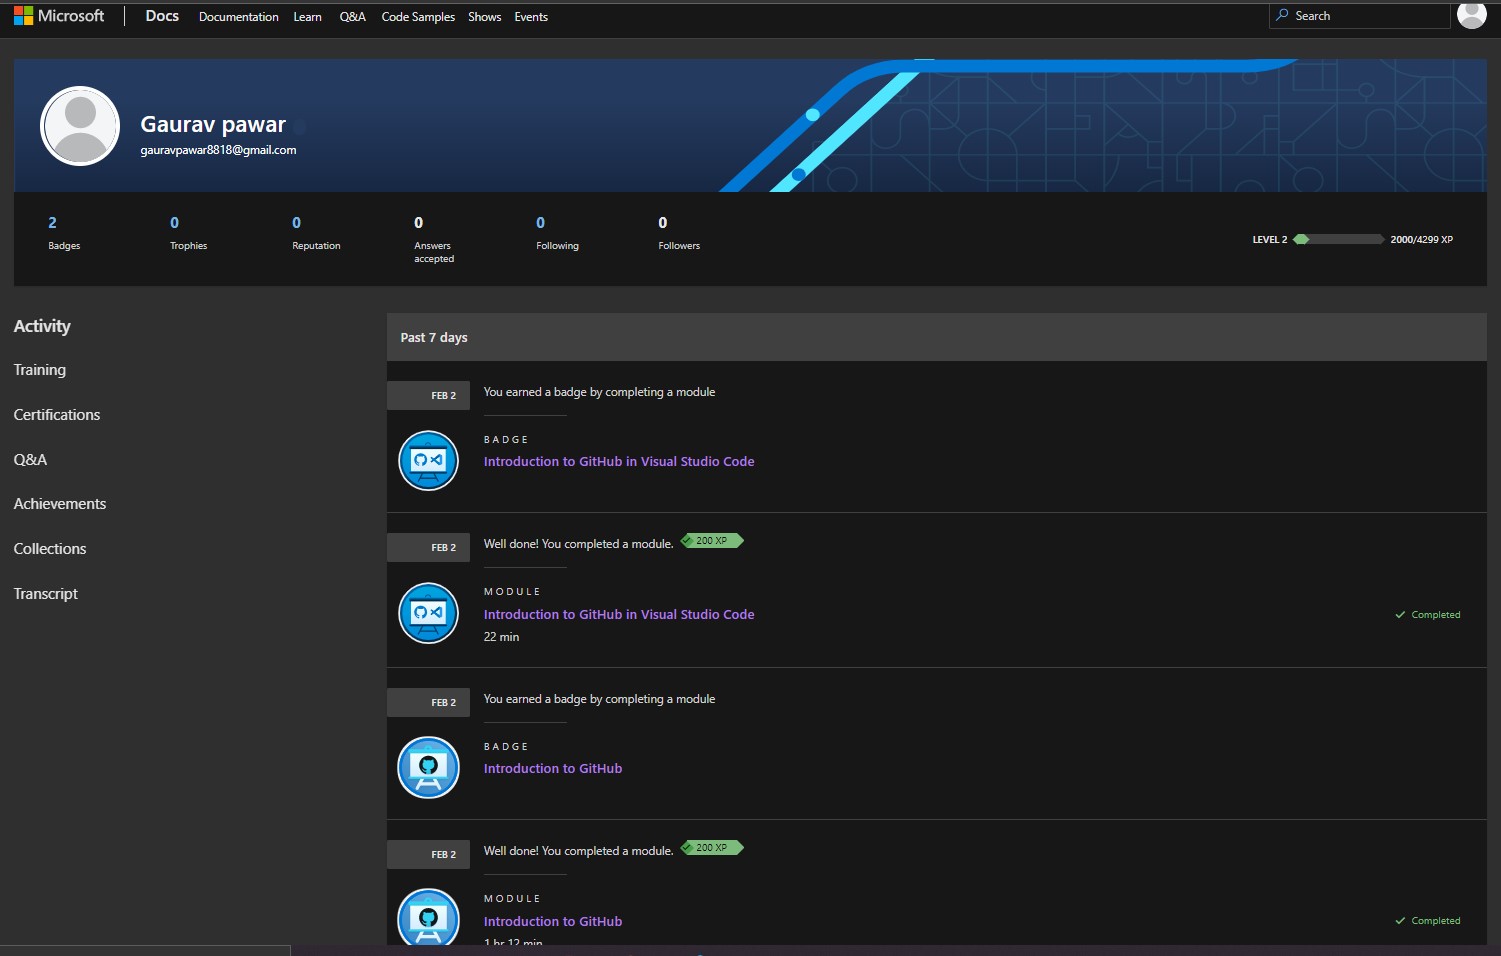 Microsoft Docs Documentation Learn Q&A Code Samples Shows Events Search
Gaurav pawar
gauravpawar8818@gmail.com
2 0 0 0 0 0
Badges Trophies Reputation Answers accepted Following Followers
LEVEL 2 2000/4299 XP
Activity
Training
Certifications
Q&A
Achievements
Collections
Transcript
Past 7 days
FEB 2 You earned a badge by completing a module
BADGE
Introduction to GitHub in Visual Studio Code
FEB 2 Well done! You completed a module. 200 XP
MODULE
Introduction to GitHub in Visual Studio Code Completed
22 min
FEB 2 You earned a badge by completing a module
BADGE
Introduction to GitHub
FEB 2 Well done! You completed a module. 200 XP
MODULE
Introduction to GitHub Completed
1 hr 12 min